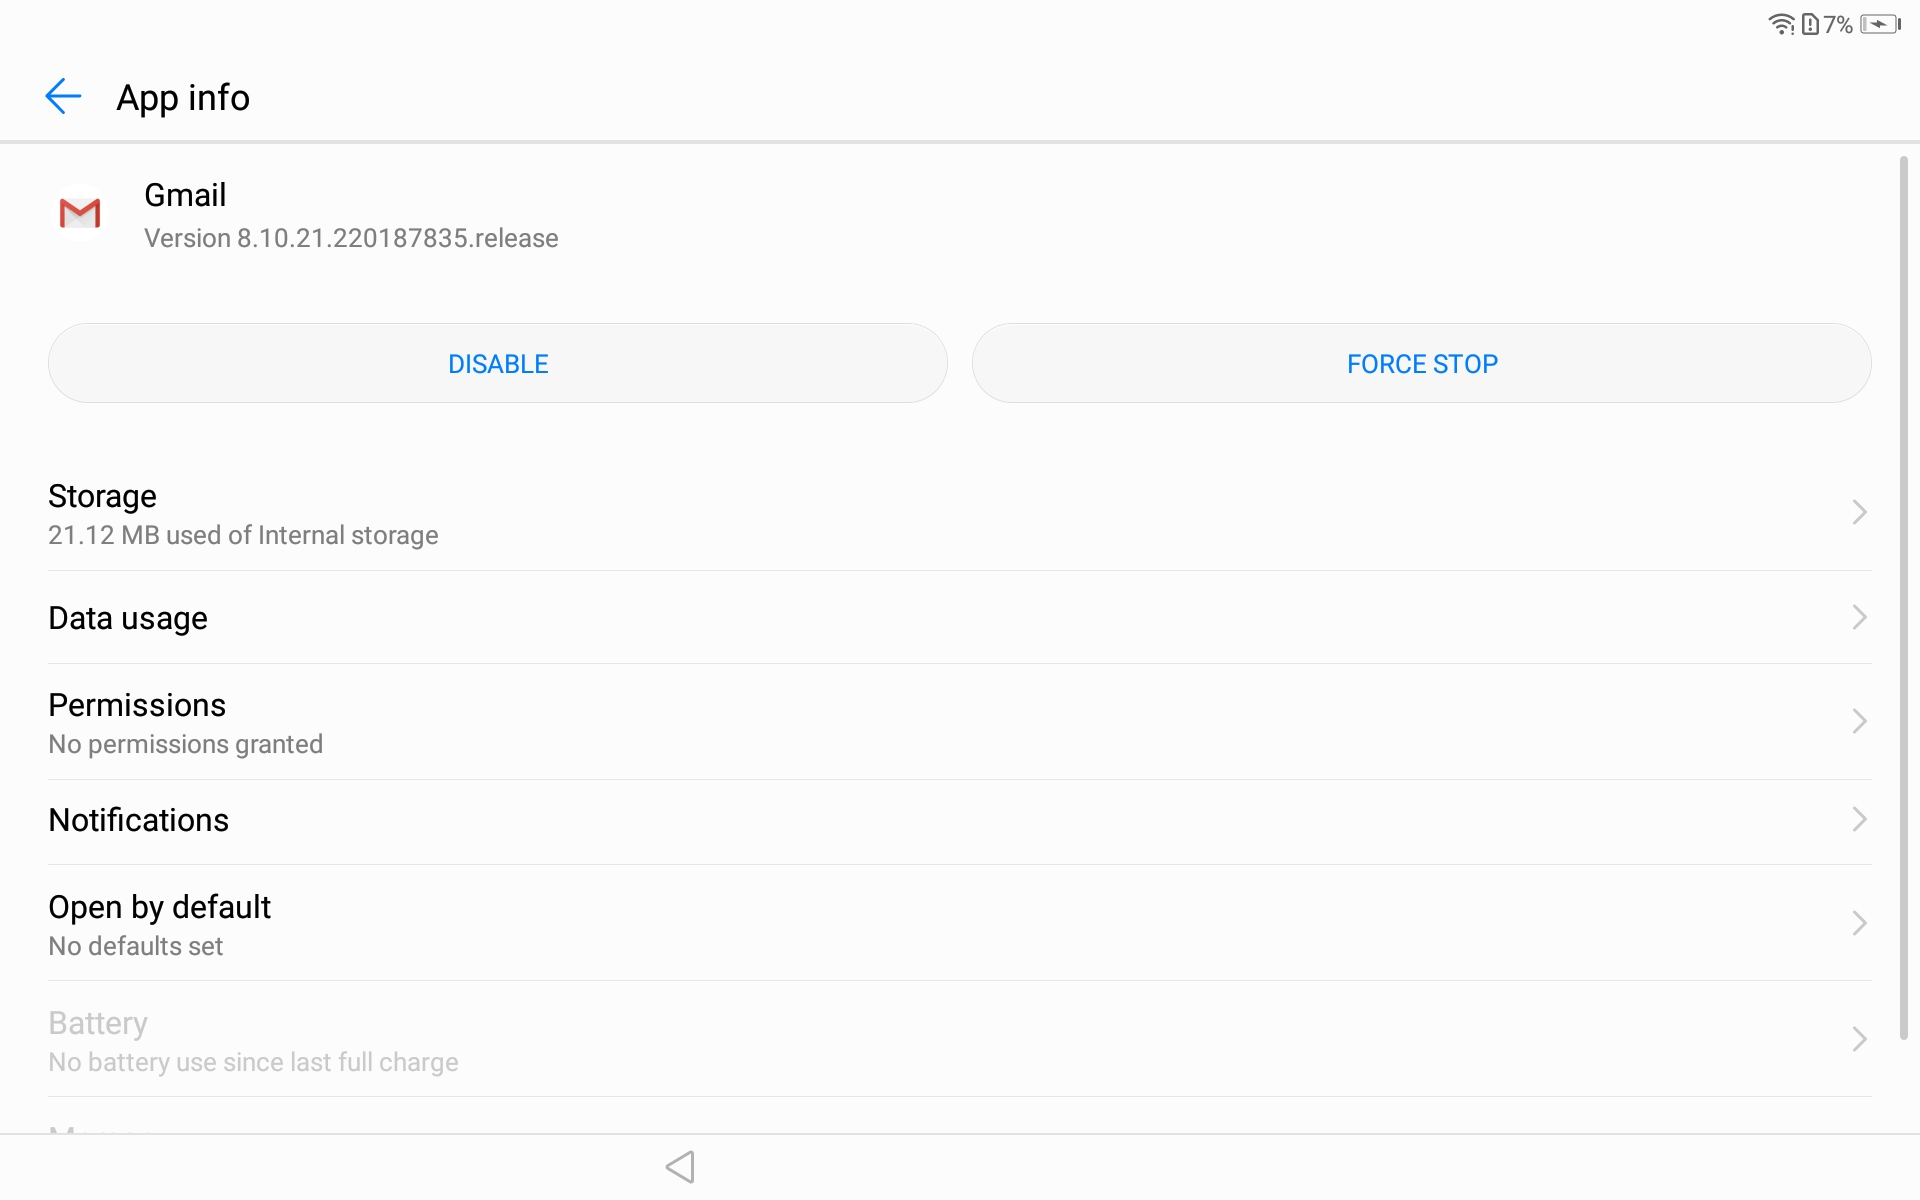 7%
App info
Gmail
Version 8.10.21.220187835.release
DISABLE
FORCE STOP
Storage
21.12 MB used of Internal storage
Data usage
Permissions
No permissions granted
Notifications
Open by default
No defaults set
Battery
No battery use since last full charge